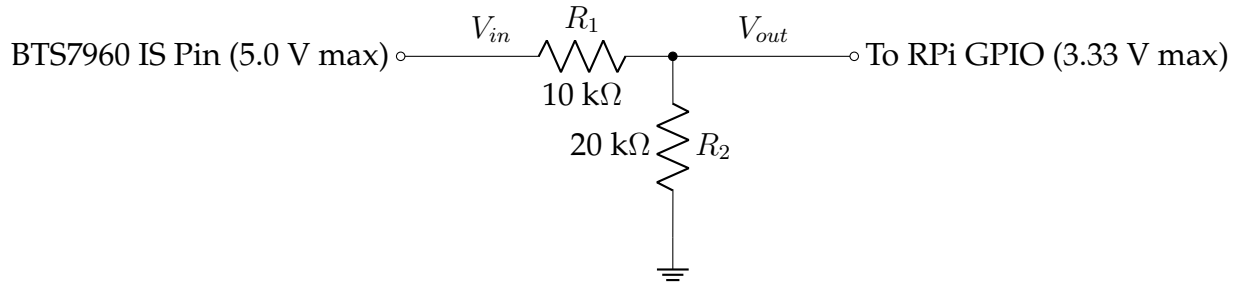 BTS7960 IS Pin (5.0 V max)
V_in
R_1
10 kΩ
V_out
To RPi GPIO (3.33 V max)
20 kΩ
R_2